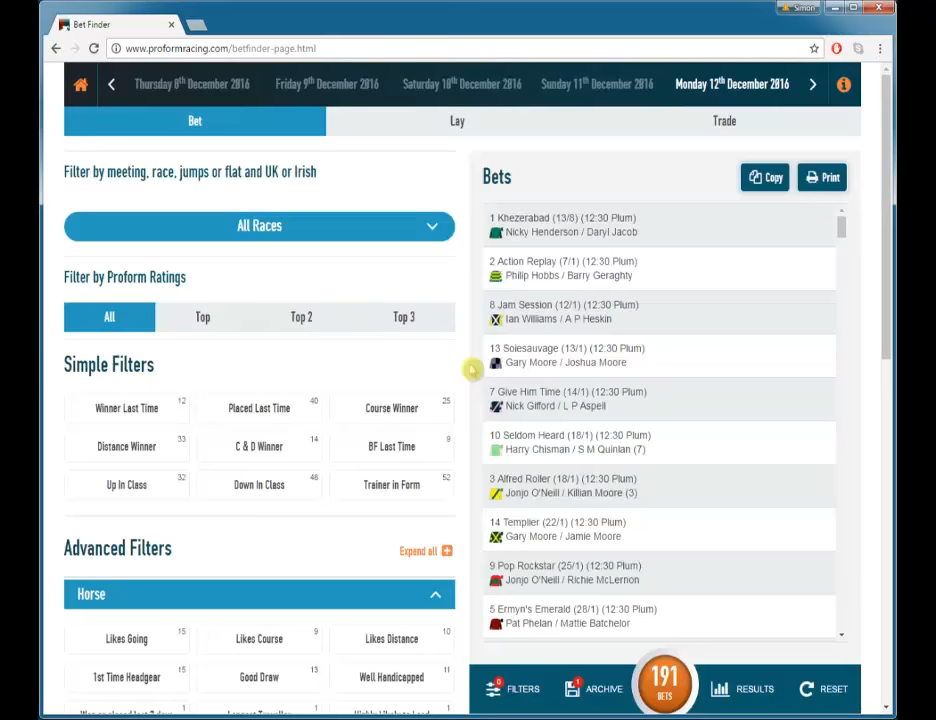 Simon
Bet Finder
www.proformracing.com/betfinder-page.html
Thursday 8th December 2016
Friday 9th December 2016
Saturday 10th December 2016
Sunday 11th December 2016
Monday 12th December 2016
Bet
Lay
Trade
Filter by meeting, race, jumps or flat and UK or Irish
All Races
Filter by Proform Ratings
All
Top
Top 2
Top 3
Simple Filters
Winner Last Time 12
Placed Last Time 40
Course Winner 25
Distance Winner 33
C & D Winner 14
BF Last Time 9
Up In Class 32
Down In Class 48
Trainer in Form 52
Advanced Filters
Expand all
Horse
Likes Going 15
Likes Course 9
Likes Distance 10
1st Time Headgear 15
Good Draw 13
Well Handicapped 11
Bets
Copy
Print
1 Khezerabad (13/8) (12:30 Plum)
Nicky Henderson / Daryl Jacob
2 Action Replay (7/1) (12:30 Plum)
Philip Hobbs / Barry Geraghty
8 Jam Session (12/1) (12:30 Plum)
Ian Williams / A P Heskin
13 Soiesauvage (13/1) (12:30 Plum)
Gary Moore / Joshua Moore
7 Give Him Time (14/1) (12:30 Plum)
Nick Gifford / L P Aspell
10 Seldom Heard (18/1) (12:30 Plum)
Harry Chisman / S M Quinlan (7)
3 Alfred Roller (18/1) (12:30 Plum)
Jonjo O'Neill / Killian Moore (3)
14 Templier (22/1) (12:30 Plum)
Gary Moore / Jamie Moore
9 Pop Rockstar (25/1) (12:30 Plum)
Jonjo O'Neill / Richie McLernon
5 Ermyn's Emerald (28/1) (12:30 Plum)
Pat Phelan / Mattie Batchelor
0 FILTERS
1 ARCHIVE
191
BETS
RESULTS
RESET